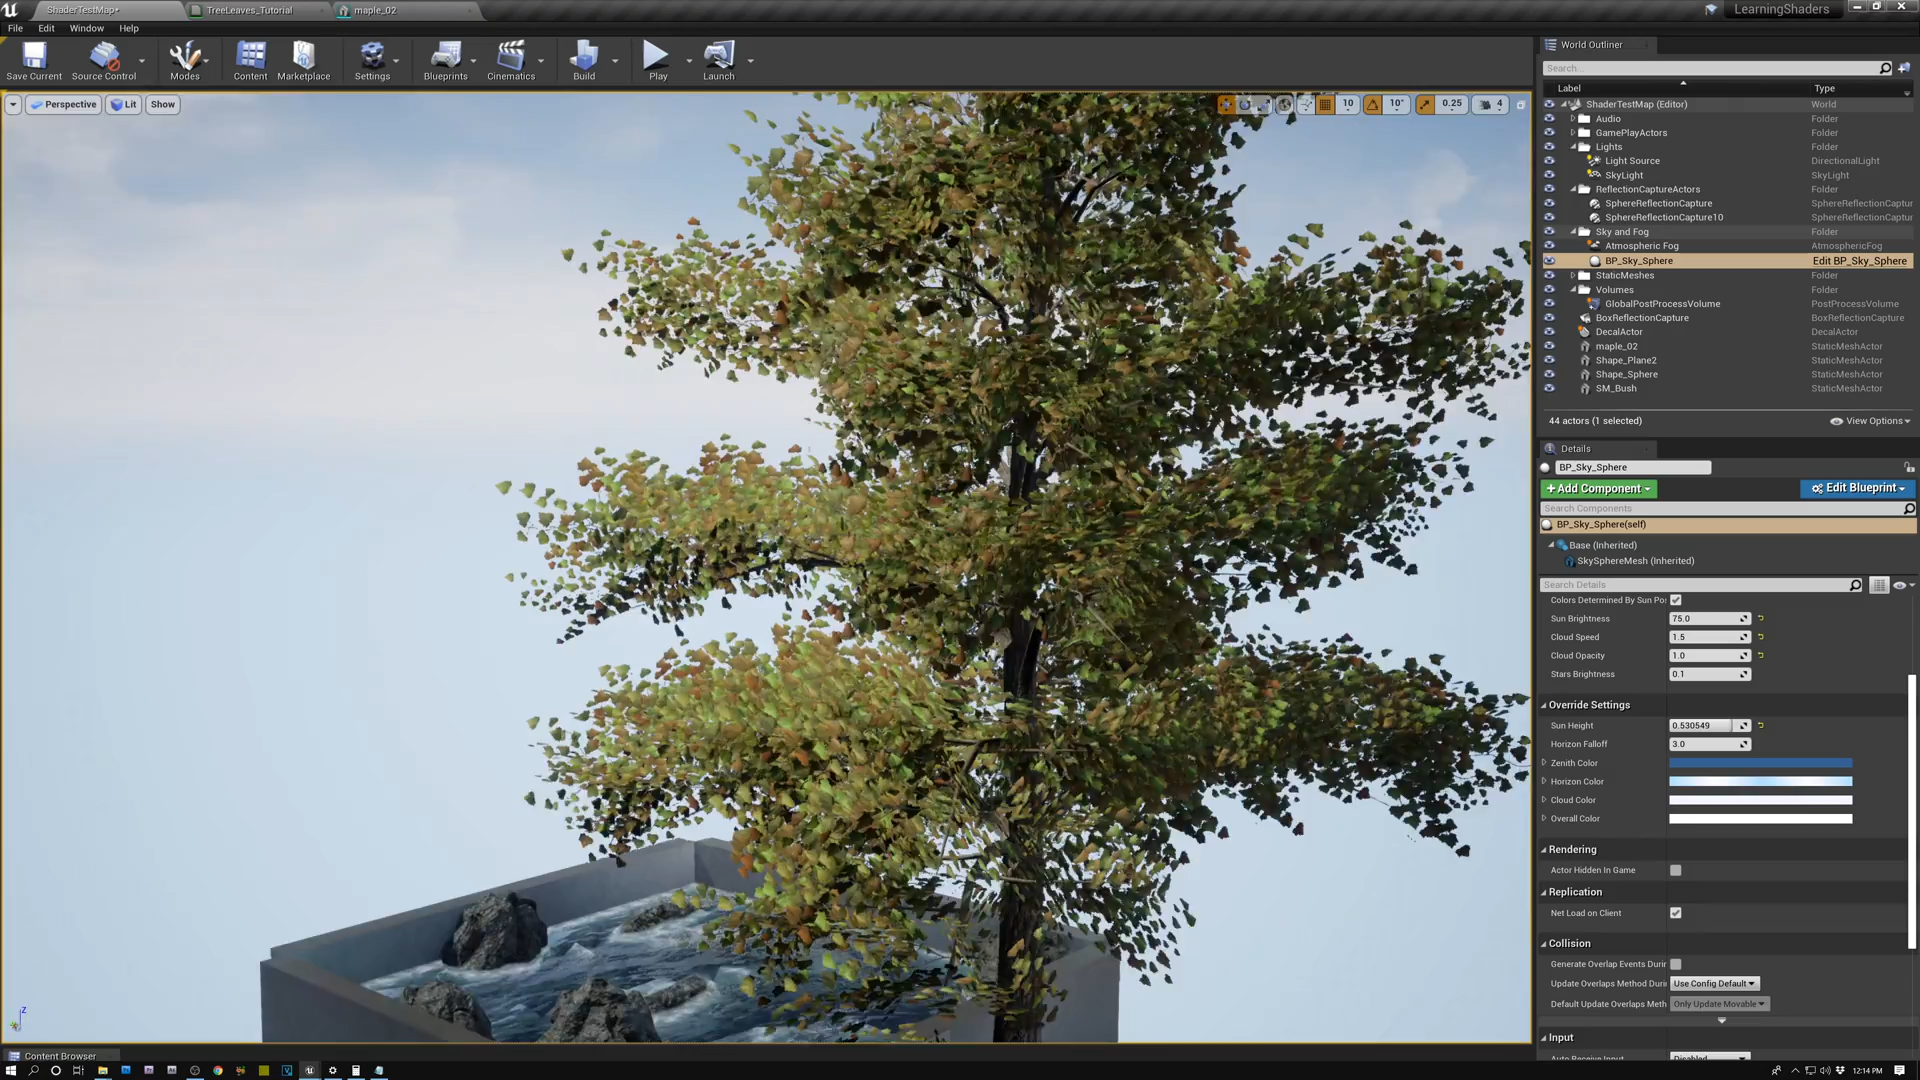 ShaderTestMap*
TreeLeaves_Tutorial
maple_02
LearningShaders
File Edit Window Help
Save Current
Source Control
Modes
Content
Marketplace
Settings
Blueprints
Cinematics
Build
Play
Launch
Perspective
Lit
Show
10
10°
0.25
4
World Outliner
Search...
Label Type
ShaderTestMap (Editor) World
Audio Folder
GamePlayActors Folder
Lights Folder
Light Source DirectionalLight
SkyLight SkyLight
ReflectionCaptureActors Folder
SphereReflectionCapture SphereReflectionCaptur
SphereReflectionCapture10 SphereReflectionCaptur
Sky and Fog Folder
Atmospheric Fog AtmosphericFog
BP_Sky_Sphere Edit BP_Sky_Sphere
StaticMeshes Folder
Volumes Folder
GlobalPostProcessVolume PostProcessVolume
BoxReflectionCapture BoxReflectionCapture
DecalActor DecalActor
maple_02 StaticMeshActor
Shape_Plane2 StaticMeshActor
Shape_Sphere StaticMeshActor
SM_Bush StaticMeshActor
44 actors (1 selected)
View Options
Details
BP_Sky_Sphere
+Add Component
Edit Blueprint
Search Components
BP_Sky_Sphere(self)
Base (Inherited)
SkySphereMesh (Inherited)
Search Details
Colors Determined By Sun Po
Sun Brightness 75.0
Cloud Speed 1.5
Cloud Opacity 1.0
Stars Brightness 0.1
Override Settings
Sun Height 0.530549
Horizon Falloff 3.0
Zenith Color
Horizon Color
Cloud Color
Overall Color
Rendering
Actor Hidden In Game
Replication
Net Load on Client
Collision
Generate Overlap Events Durin
Update Overlaps Method Duri Use Config Default
Default Update Overlaps Meth Only Update Movable
Input
Auto Receive Input Disabled
Z
Content Browser
12:14 PM